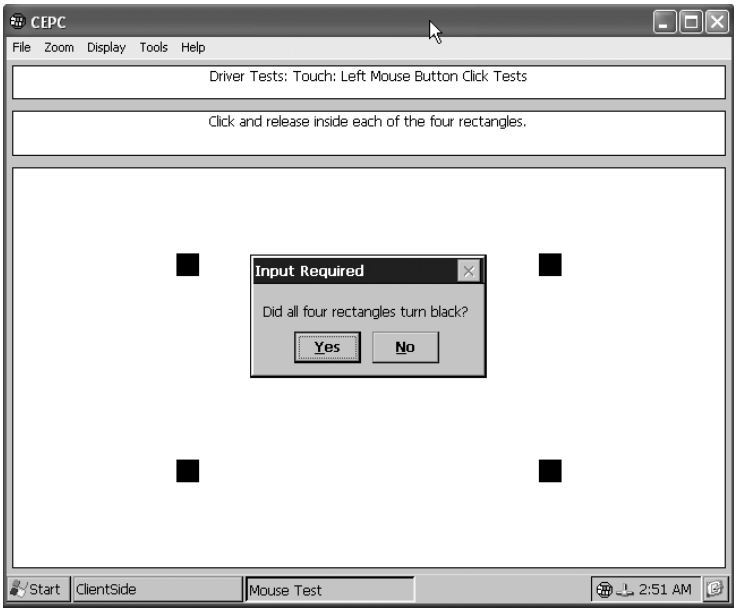 CEPC
File Zoom Display Tools Help
Driver Tests: Touch: Left Mouse Button Click Tests
Click and release inside each of the four rectangles.
Input Required
Did all four rectangles turn black?
Yes No
Start ClientSide Mouse Test 2:51 AM